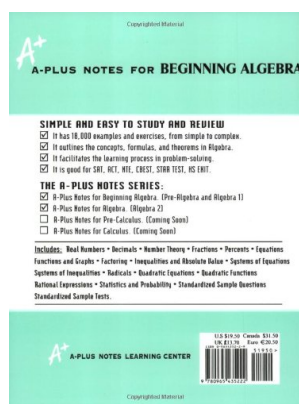 Copyrighted Material
A+
A-PLUS NOTES FOR BEGINNING ALGEBRA
SIMPLE AND EASY TO STUDY AND REVIEW
It has 18,000 examples and exercises, from simple to complex.
It outlines the concepts, formulas, and theorems in Algebra.
It facilitates the learning process in problem-solving.
It is good for SAT, ACT, NTE, CBEST, STAR TEST, HS EXIT.
THE A-PLUS NOTES SERIES:
A-Plus Notes for Beginning Algebra. (Pre-Algebra and Algebra 1)
A-Plus Notes for Algebra. (Algebra 2)
A-Plus Notes for Pre-Calculus. (Coming Soon)
A-Plus Notes for Calculus. (Coming Soon)
Includes: Real Numbers • Decimals • Number Theory • Fractions • Percents • Equations
Functions and Graphs • Factoring • Inequalities and Absolute Value • Systems of Equations
Systems of Inequalities • Radicals • Quadratic Equations • Quadratic Functions
Rational Expressions • Statistics and Probability • Standardized Sample Questions
Standardized Sample Tests.
U.S $19.50 Canada $31.50
UK £13.70 Euro €20.50
A+ A-PLUS NOTES LEARNING CENTER
9 780965 435222
Copyrighted Material